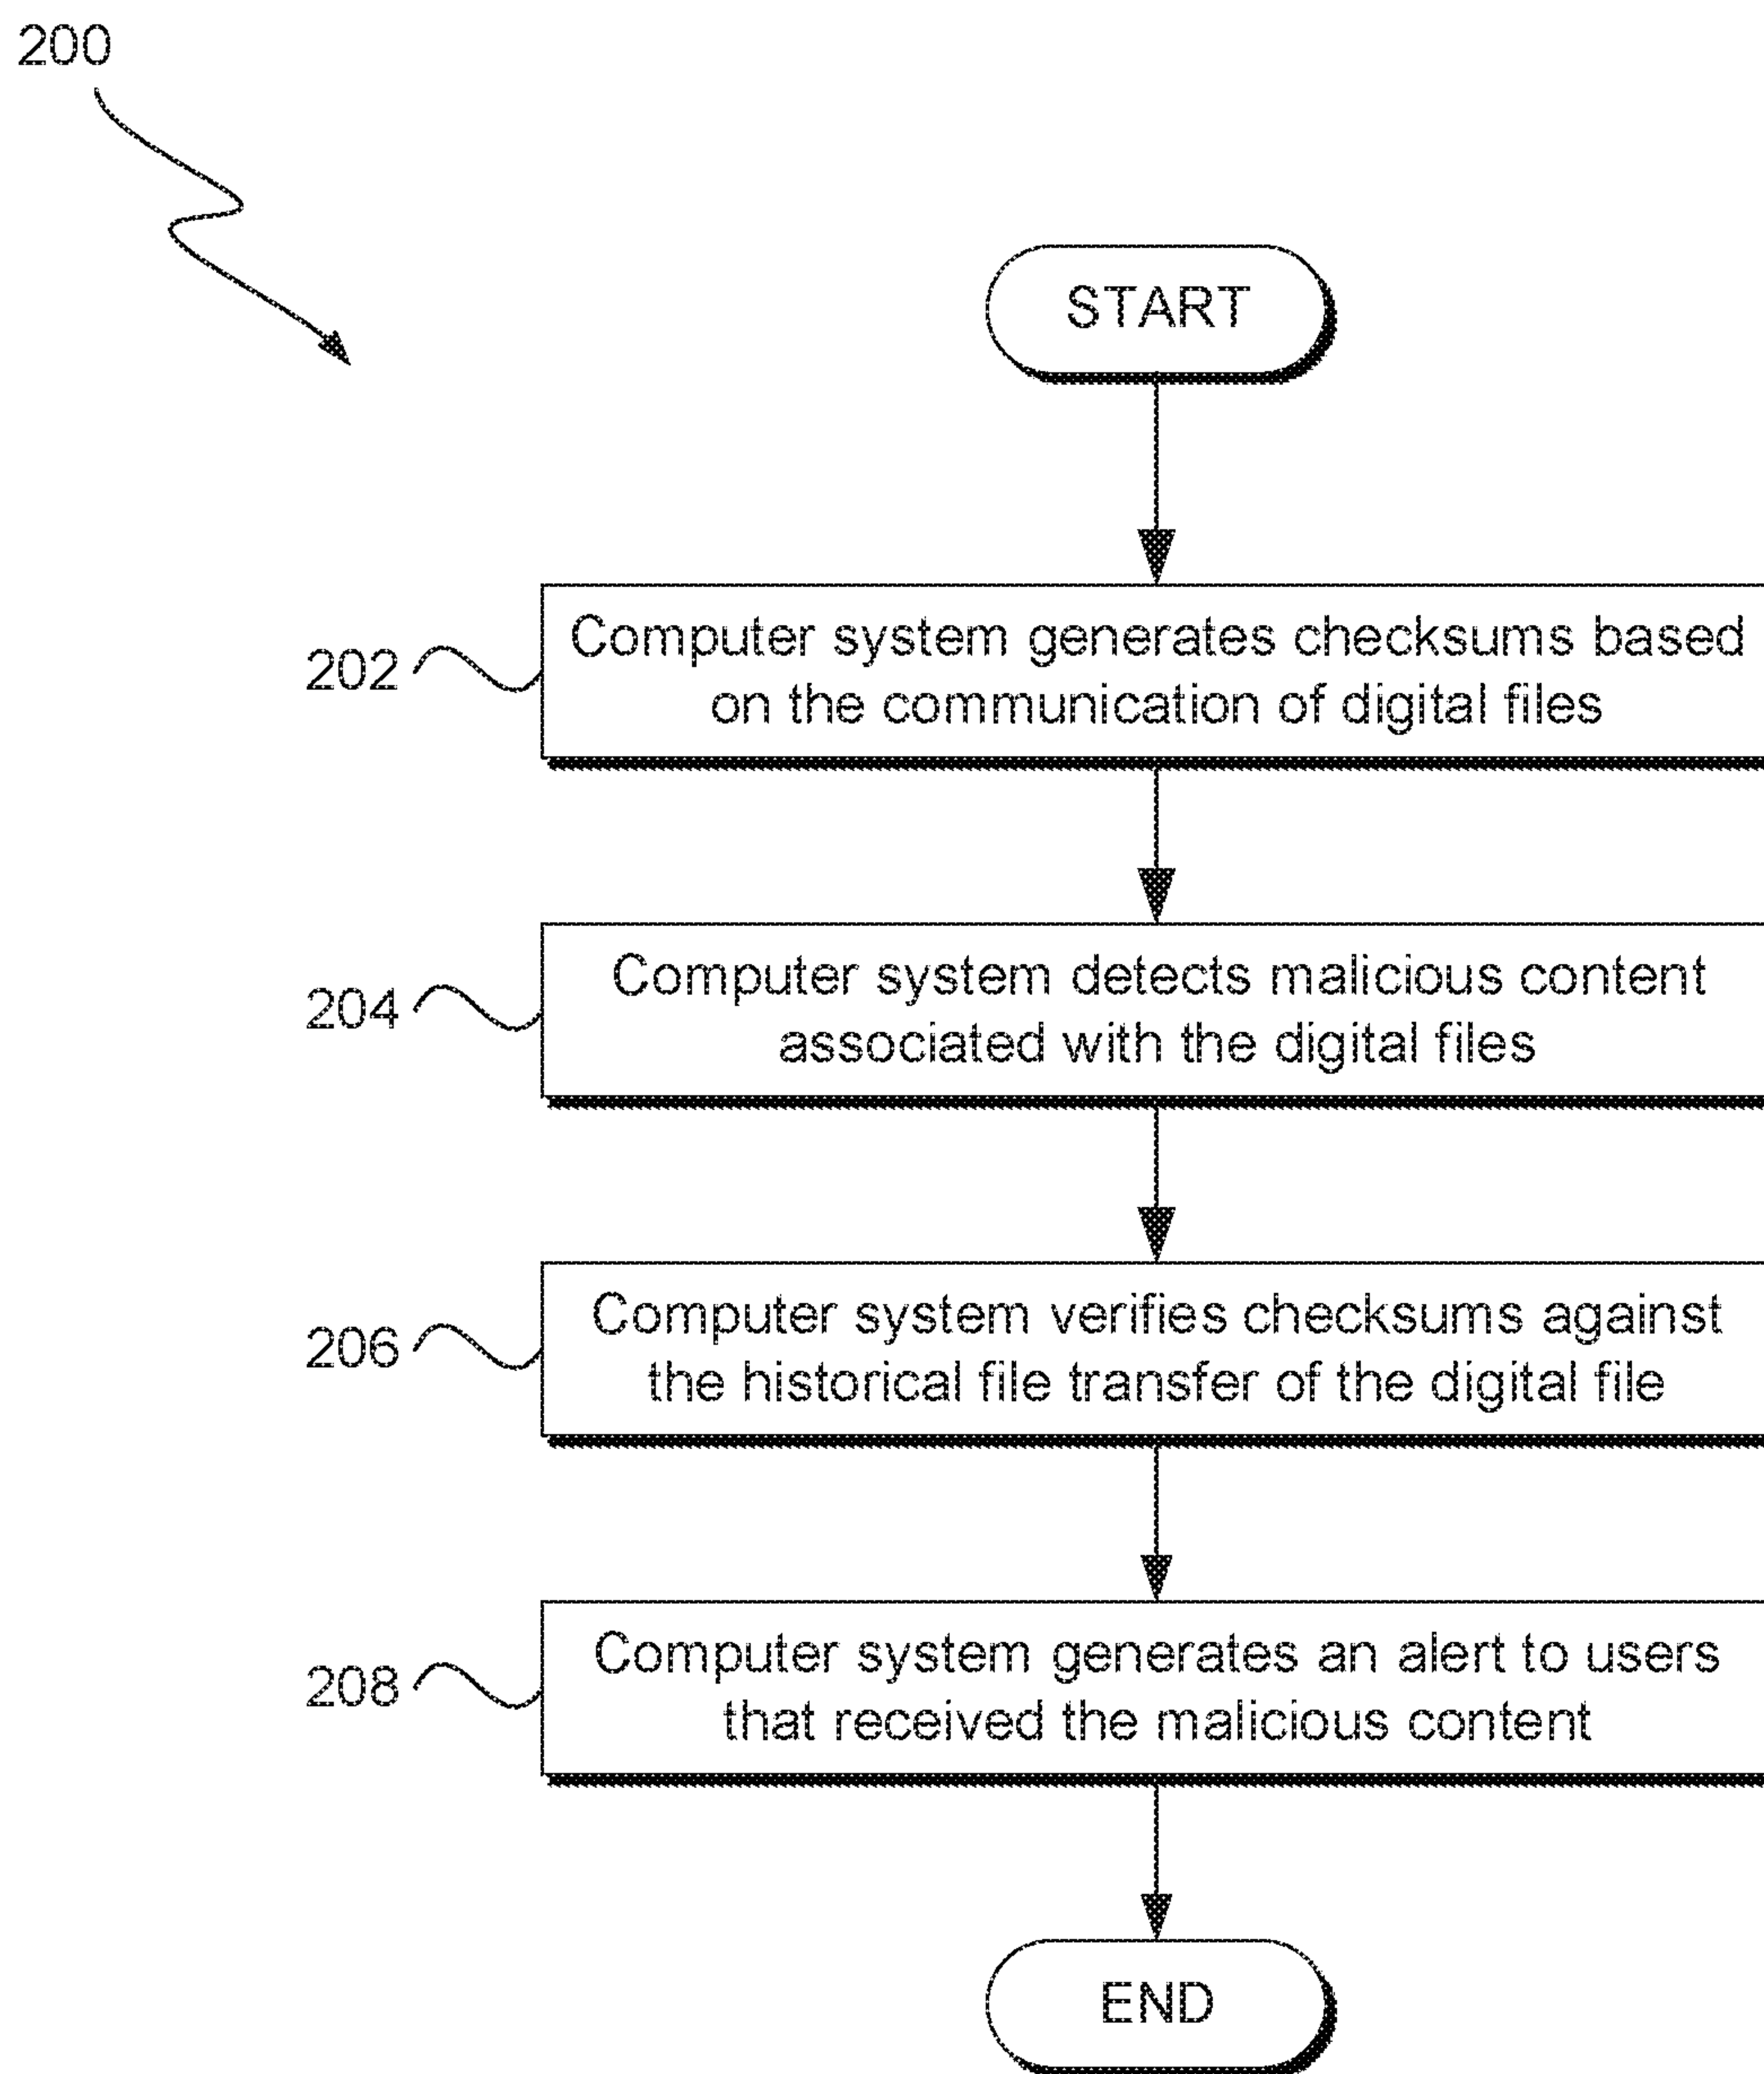 200
START
202
Computer system generates checksums based
on the communication of digital files
204
Computer system detects malicious content
associated with the digital files
206
Computer system verifies checksums against
the historical file transfer of the digital file
208
Computer system generates an alert to users
that received the malicious content
END